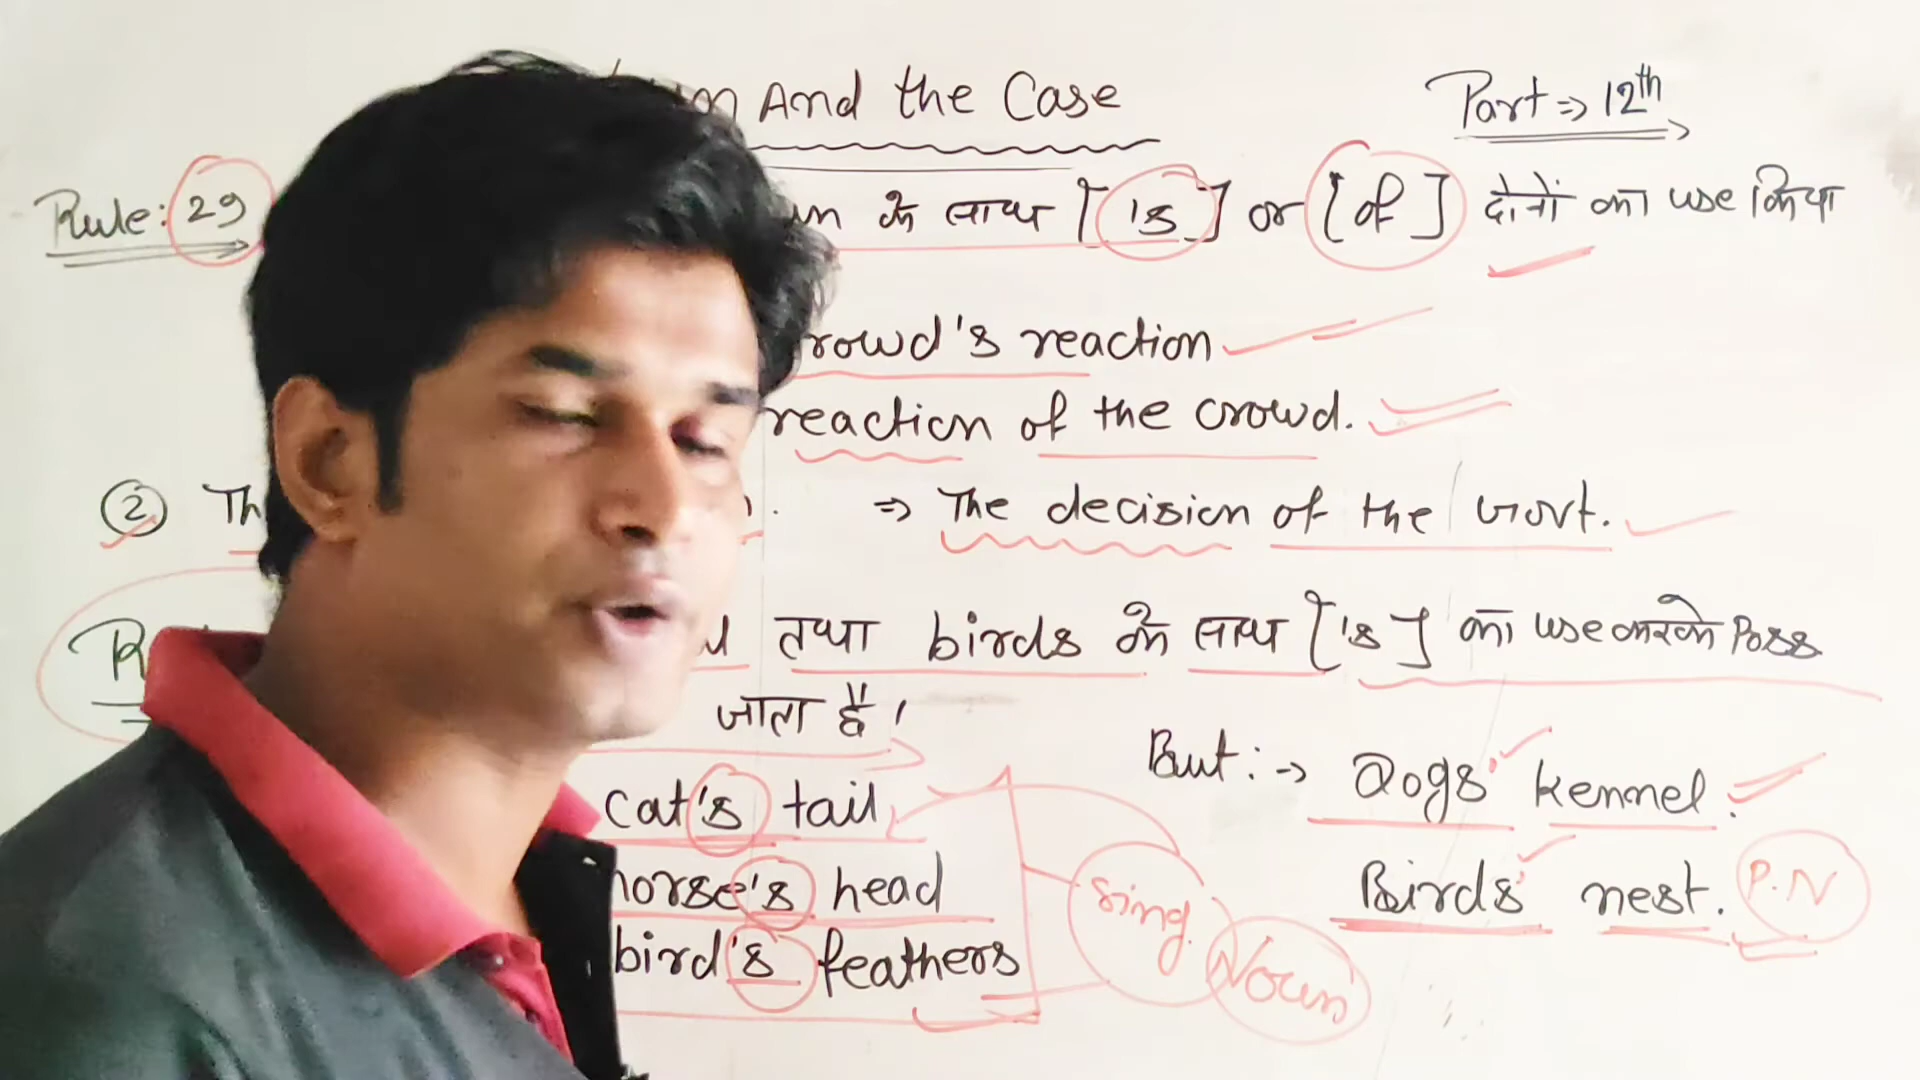 And the Case
Part ⇒ 12th
Rule: 29
के साथ ['s] or [of] दोनों का use किया
rowd's reaction
reaction of the crowd.
② Th
⇒ The decision of the Govt.
तथा birds के साथ ['s] का use करके Poss
जाता है।
But :→ Dogs' kennel.
cat's tail
Birds' nest. P.N
horse's head
Sing.
bird's feathers
Noun